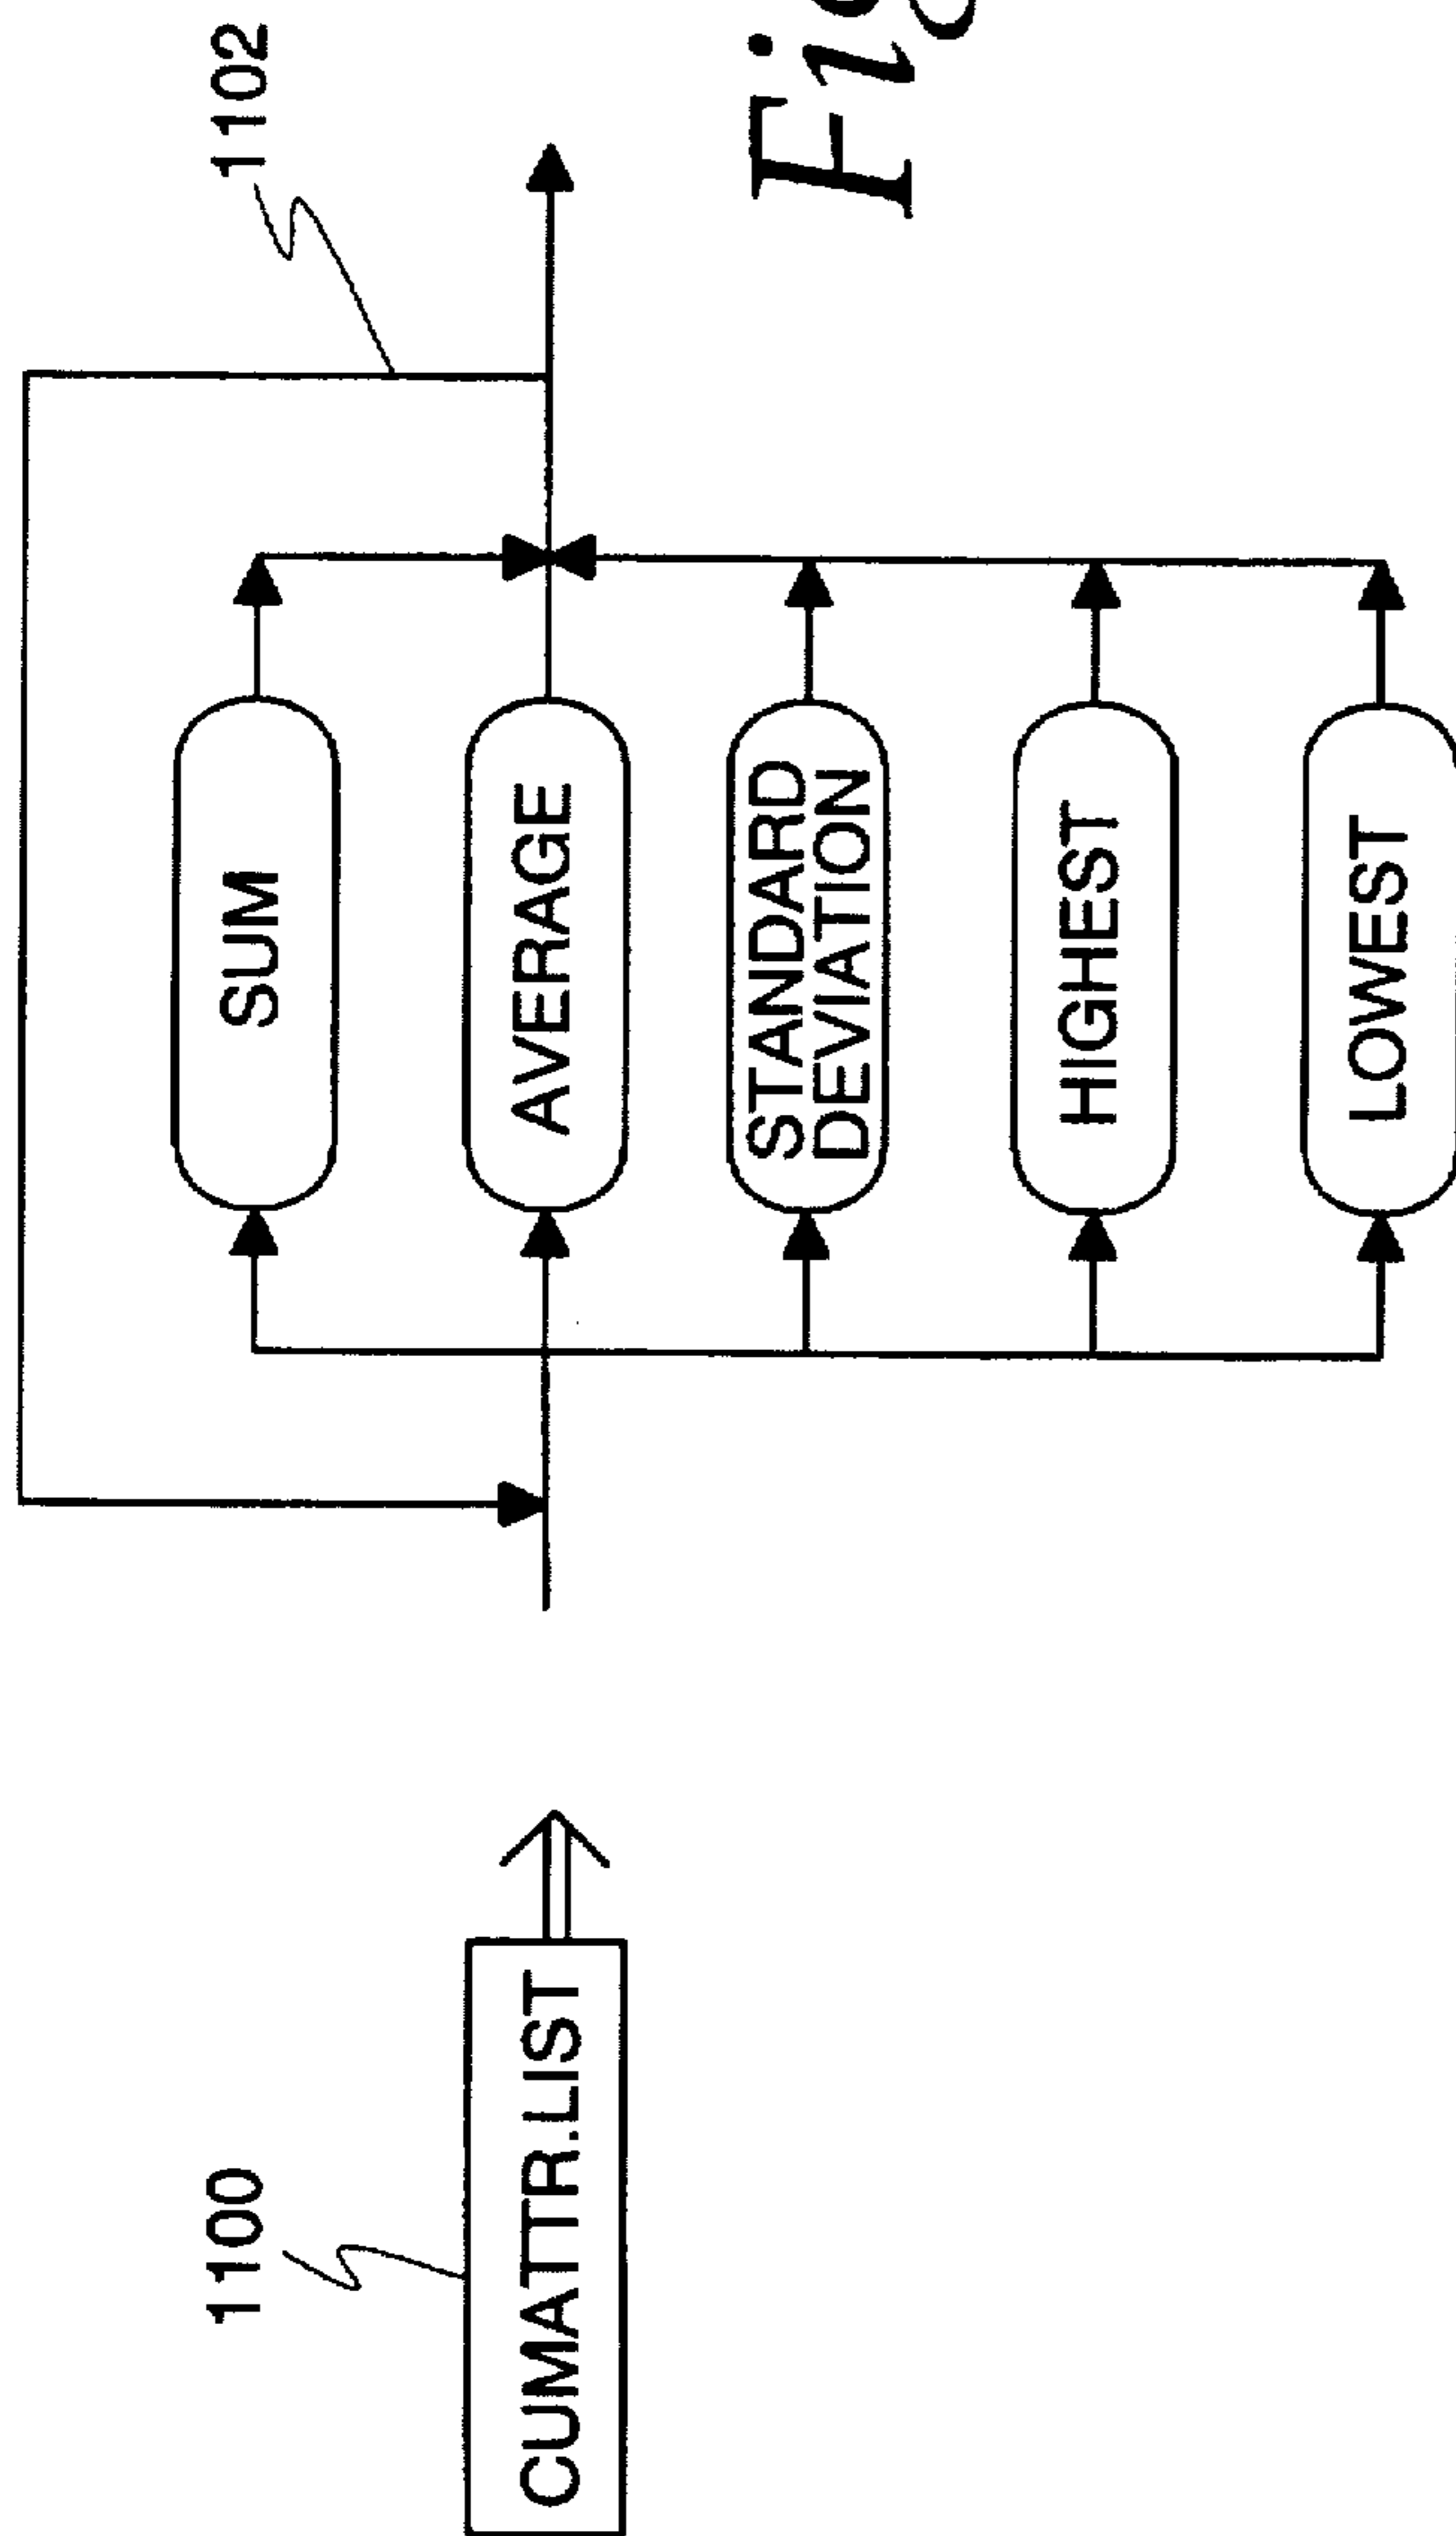 1100
CUMATTR.LIST
1102
SUM
AVERAGE
STANDARD
DEVIATION
HIGHEST
LOWEST